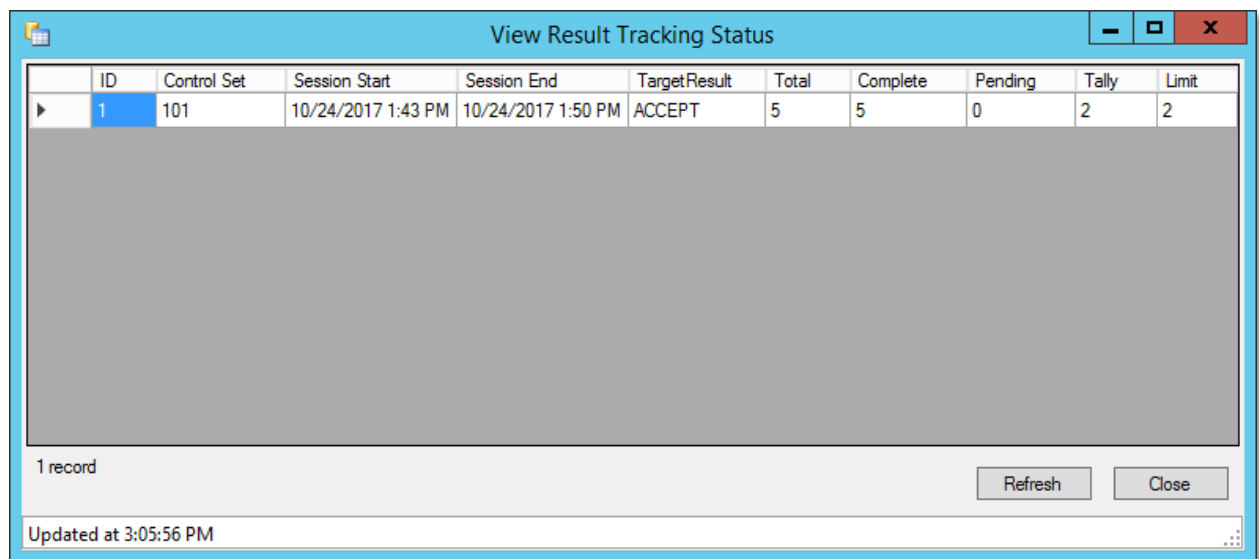 View Result Tracking Status
ID Control Set Session Start Session End TargetResult Total Complete Pending Tally Limit
1 101 10/24/2017 1:43 PM 10/24/2017 1:50 PM ACCEPT 5 5 0 2 2
1 record
Refresh Close
Updated at 3:05:56 PM